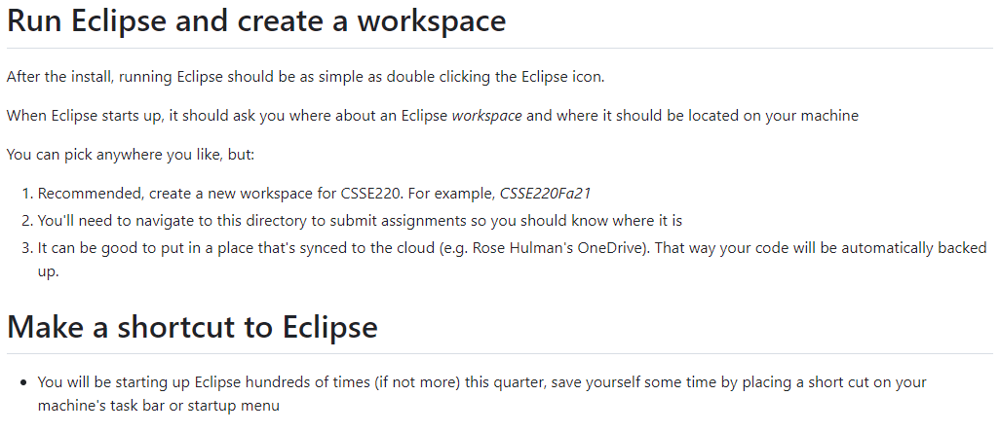 Run Eclipse and create a workspace
After the install, running Eclipse should be as simple as double clicking the Eclipse icon.
When Eclipse starts up, it should ask you where about an Eclipse workspace and where it should be located on your machine
You can pick anywhere you like, but:
1. Recommended, create a new workspace for CSSE220. For example, CSSE220Fa21
2. You'll need to navigate to this directory to submit assignments so you should know where it is
3. It can be good to put in a place that's synced to the cloud (e.g. Rose Hulman's OneDrive). That way your code will be automatically backed
up.
Make a shortcut to Eclipse
• You will be starting up Eclipse hundreds of times (if not more) this quarter, save yourself some time by placing a short cut on your
machine's task bar or startup menu